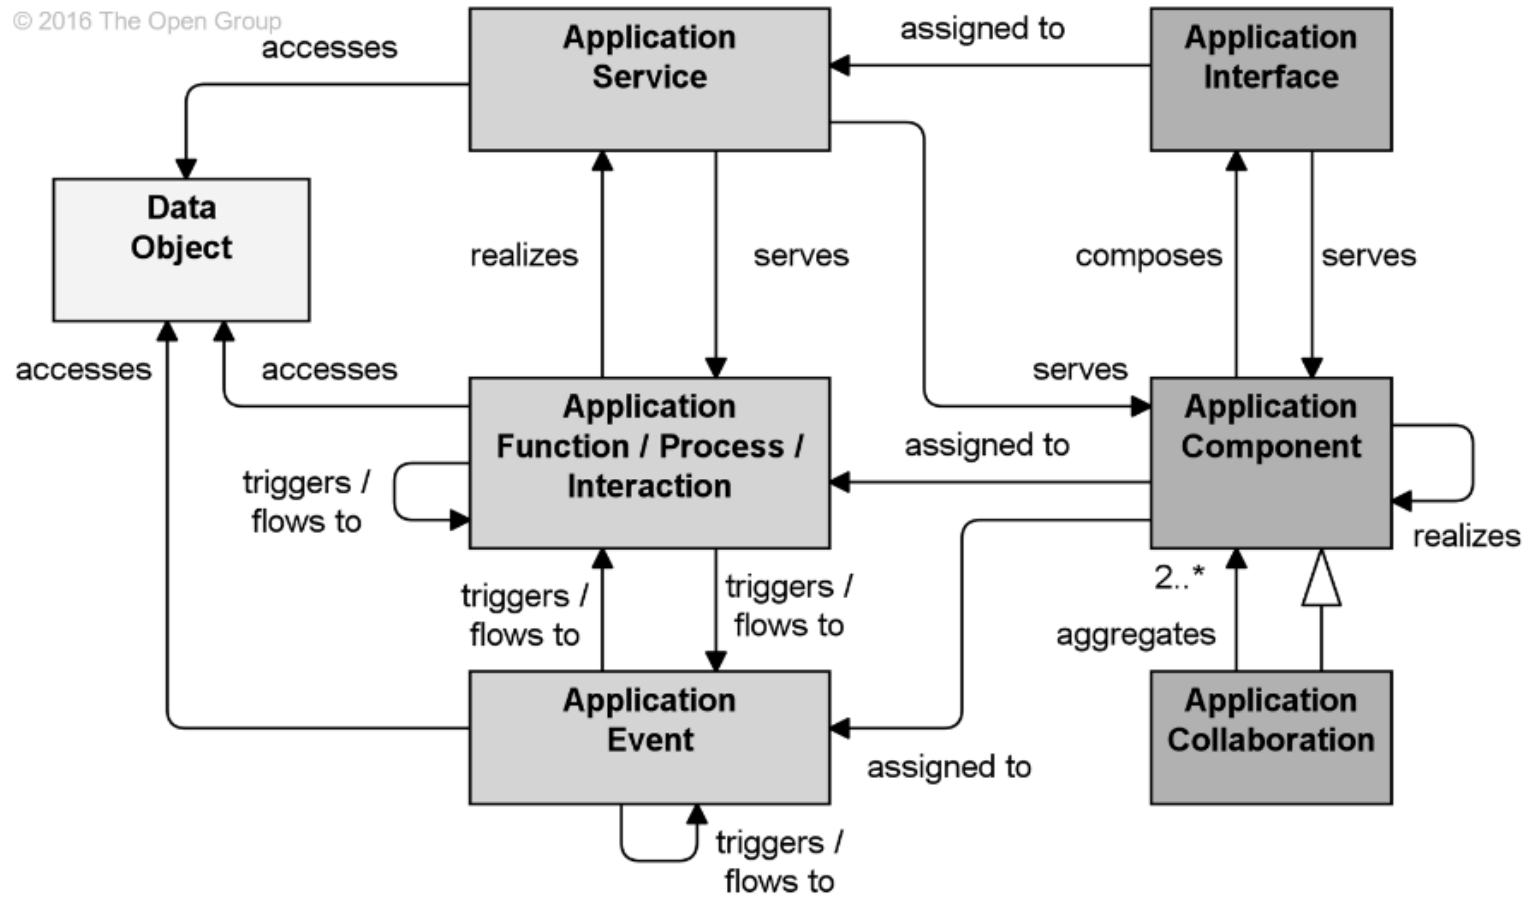 © 2016 The Open Group
accesses
Application
Service
assigned to
Application
Interface
Data
Object
realizes
serves
composes
serves
accesses
accesses
serves
Application
Function / Process /
Interaction
assigned to
Application
Component
triggers /
flows to
realizes
triggers /
flows to
triggers /
flows to
2..*
aggregates
Application
Event
Application
Collaboration
assigned to
triggers /
flows to